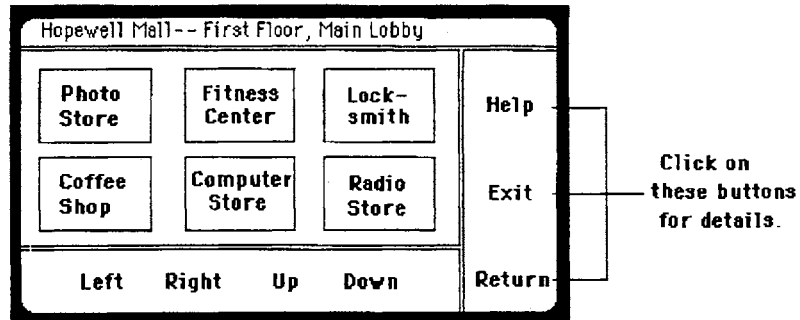 Hopewell Mall-- First Floor, Main Lobby
Photo
Store
Fitness
Center
Lock-
smith
Coffee
Shop
Computer
Store
Radio
Store
Left Right Up Down
Help
Exit
Return
Click on
these buttons
for details.